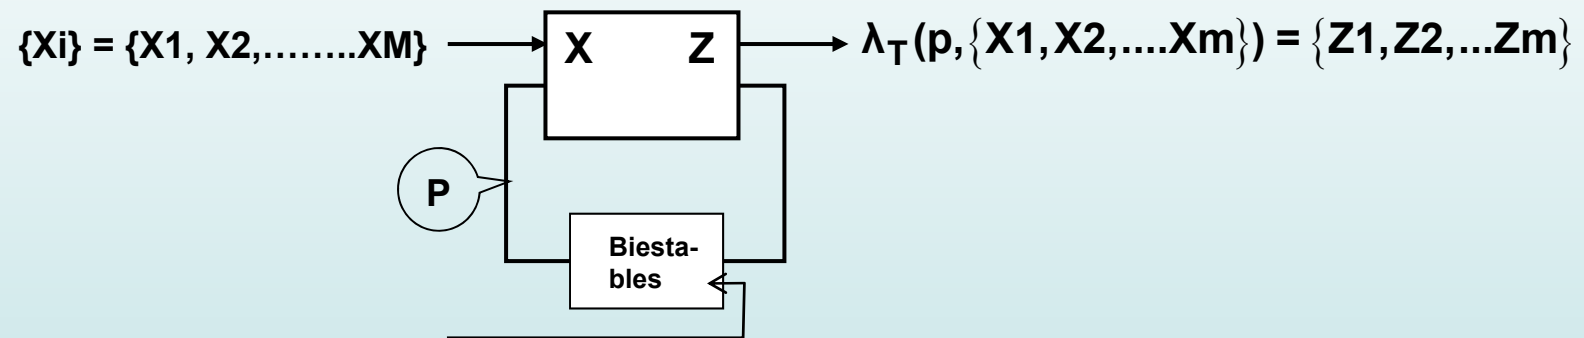 {Xi} = {X1, X2,........XM}
X Z
λT(p,{X1,X2,....Xm}) = {Z1,Z2,...Zm}
P
Biesta-
bles